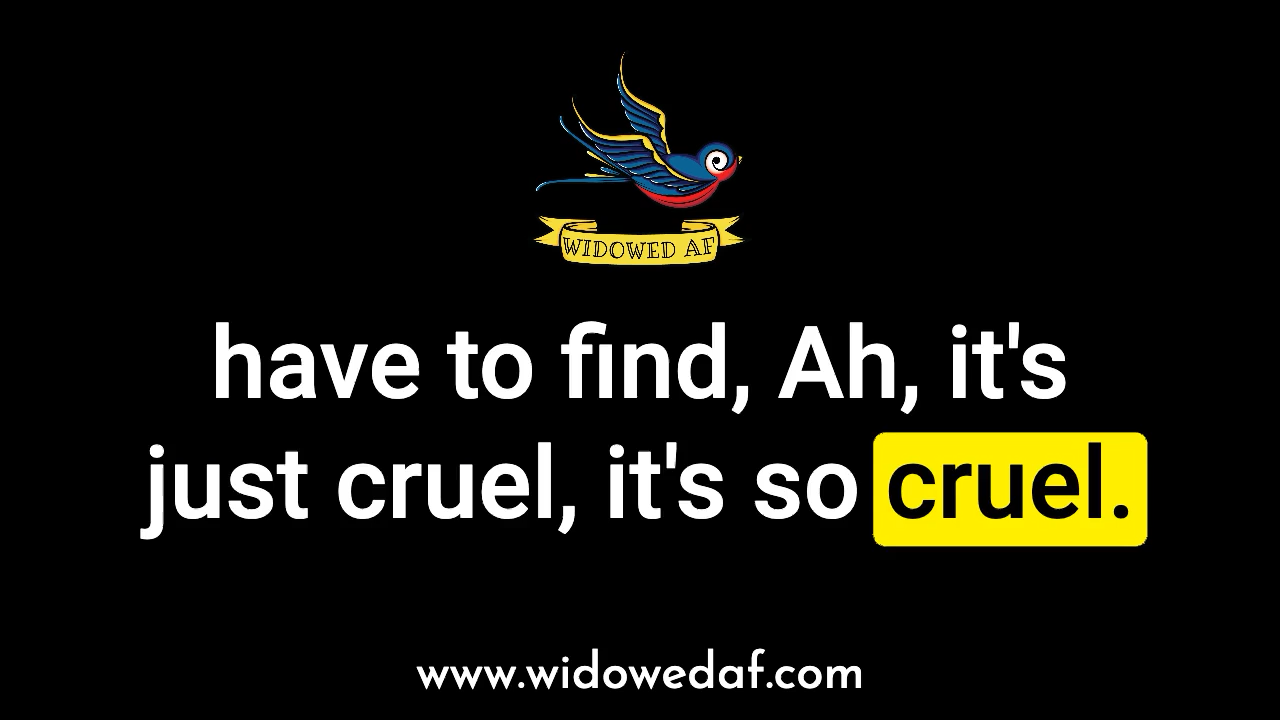 WIDOWED AF
have to find, Ah, it's
just cruel, it's so cruel.
www.widowedaf.com